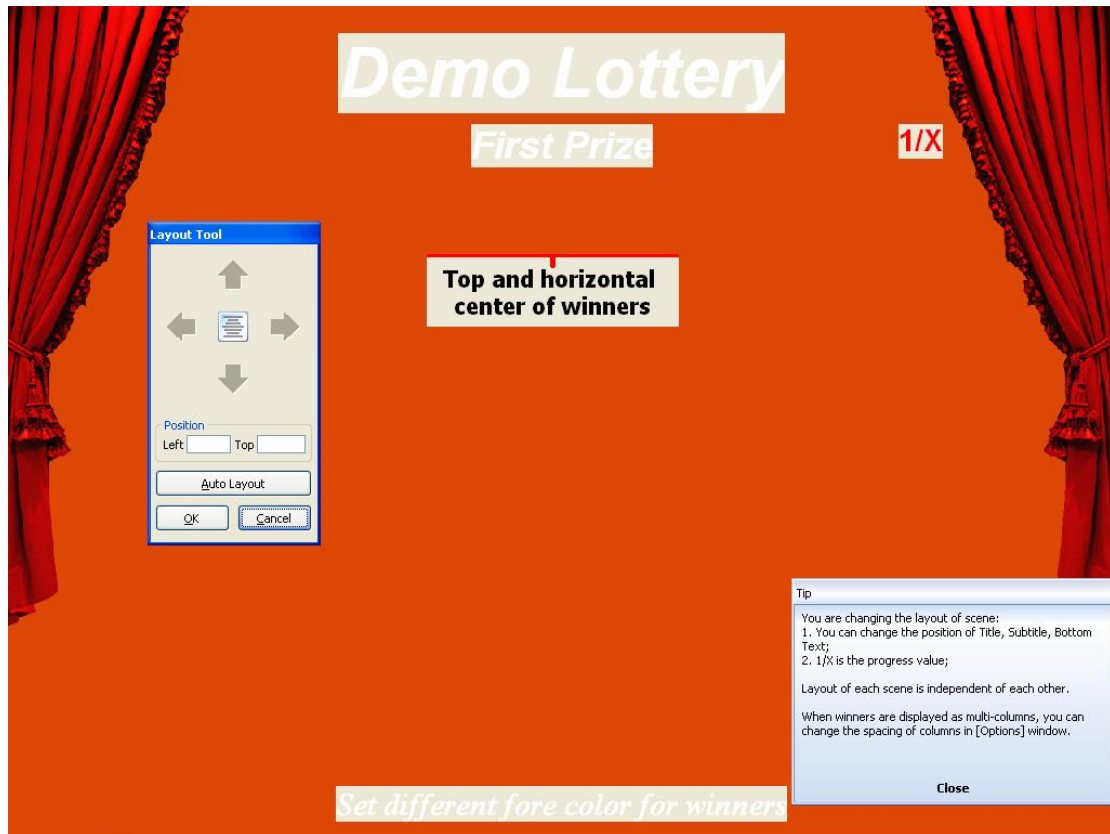 Demo Lottery
First Prize
1/X
Layout Tool
Top and horizontal
center of winners
Position
Left Top
Auto Layout
OK Cancel
Tip
You are changing the layout of scene:
1. You can change the position of Title, Subtitle, Bottom
Text;
2. 1/X is the progress value;
Layout of each scene is independent of each other.
When winners are displayed as multi-columns, you can
change the spacing of columns in [Options] window.
Close
Set different fore color for winners